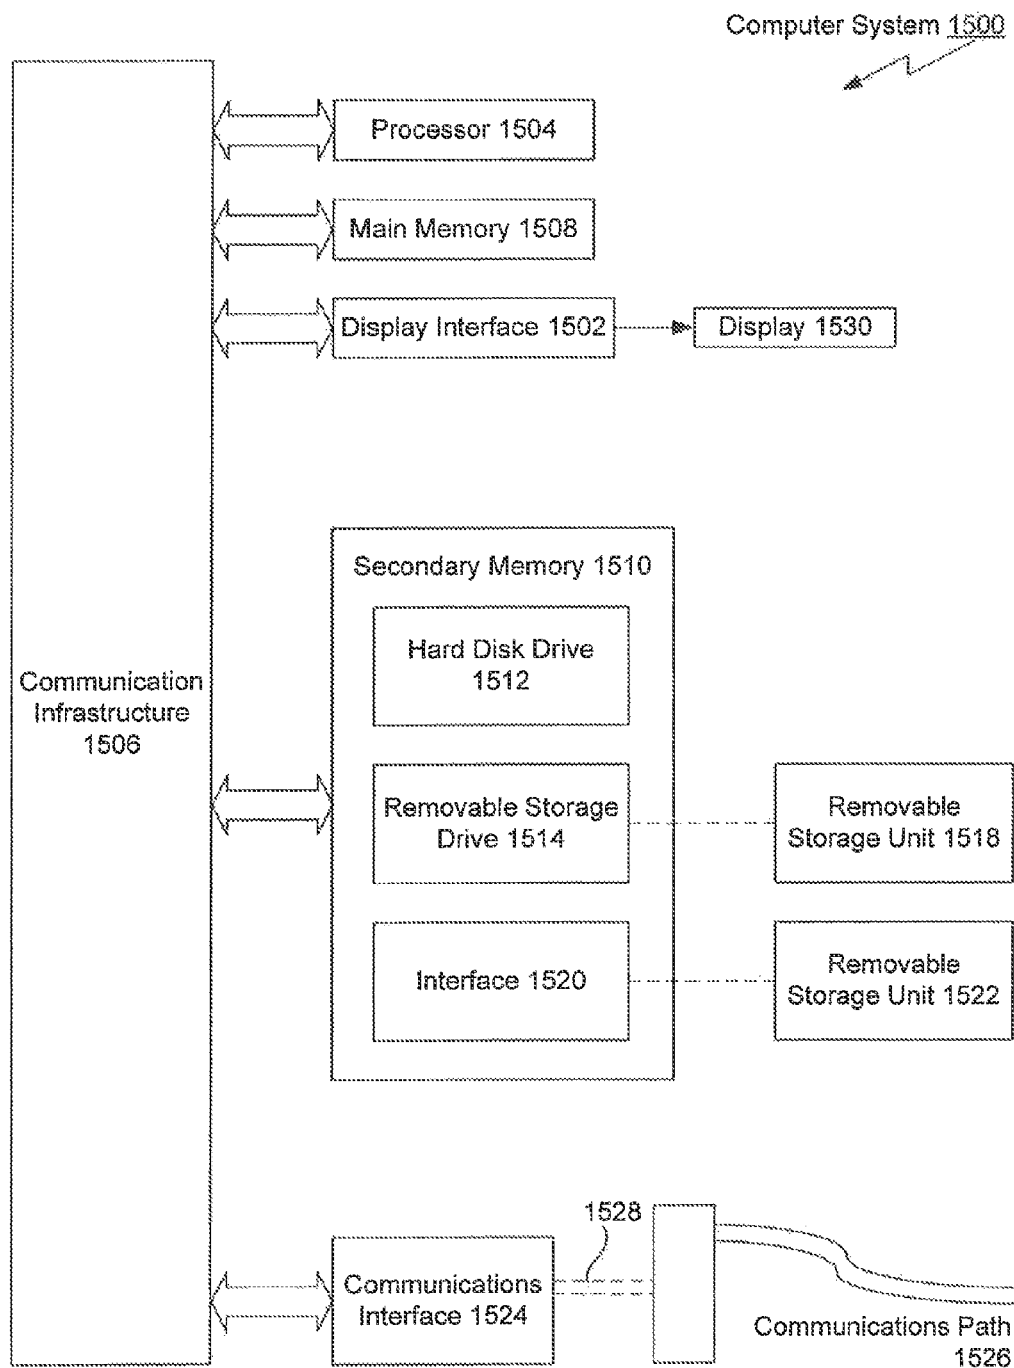 Computer System 1500
Processor 1504
Main Memory 1508
Display Interface 1502
Display 1530
Secondary Memory 1510
Hard Disk Drive
1512
Communication
Infrastructure
1506
Removable Storage
Drive 1514
Removable
Storage Unit 1518
Interface 1520
Removable
Storage Unit 1522
1528
Communications
Interface 1524
Communications Path
1526